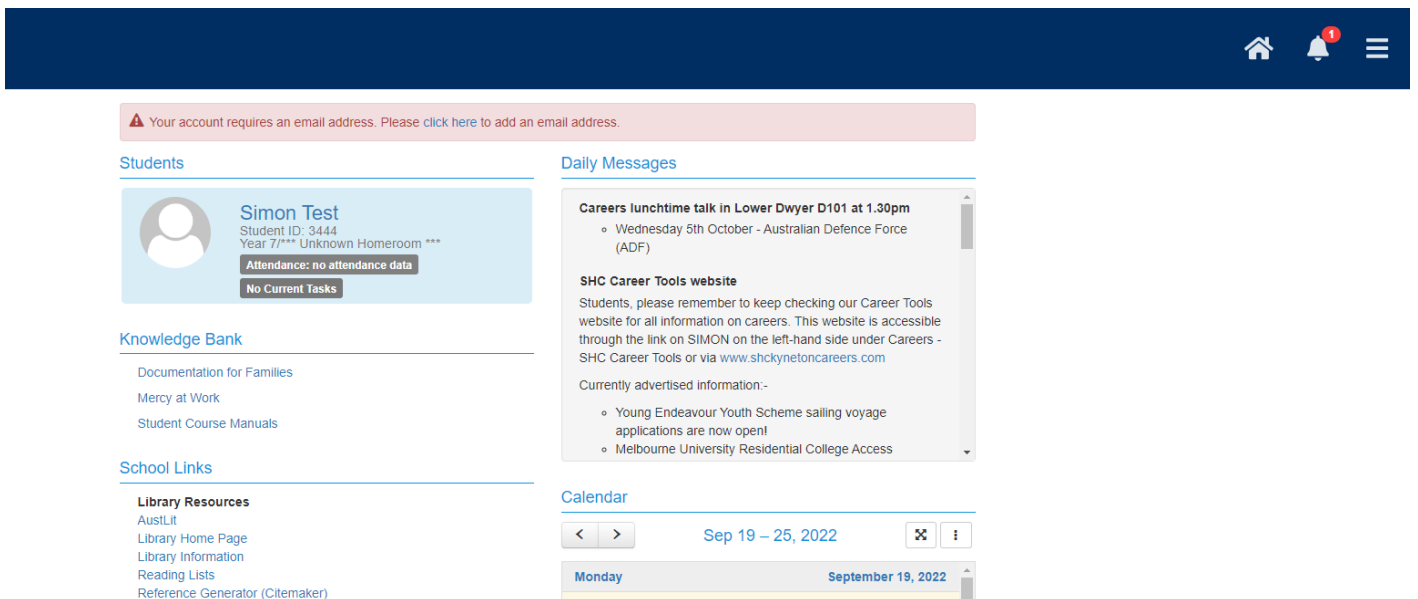 1
Your account requires an email address. Please click here to add an email address.
Students
Simon Test
Student ID: 3444
Year 7/*** Unknown Homeroom ***
Attendance: no attendance data
No Current Tasks
Knowledge Bank
Documentation for Families
Mercy at Work
Student Course Manuals
School Links
Library Resources
AustLit
Library Home Page
Library Information
Reading Lists
Reference Generator (Citemaker)
Daily Messages
Careers lunchtime talk in Lower Dwyer D101 at 1.30pm
Wednesday 5th October - Australian Defence Force
(ADF)
SHC Career Tools website
Students, please remember to keep checking our Career Tools
website for all information on careers. This website is accessible
through the link on SIMON on the left-hand side under Careers -
SHC Career Tools or via www.shckynetoncareers.com
Currently advertised information:-
Young Endeavour Youth Scheme sailing voyage
applications are now open!
Melbourne University Residential College Access
Calendar
Sep 19 – 25, 2022
Monday September 19, 2022